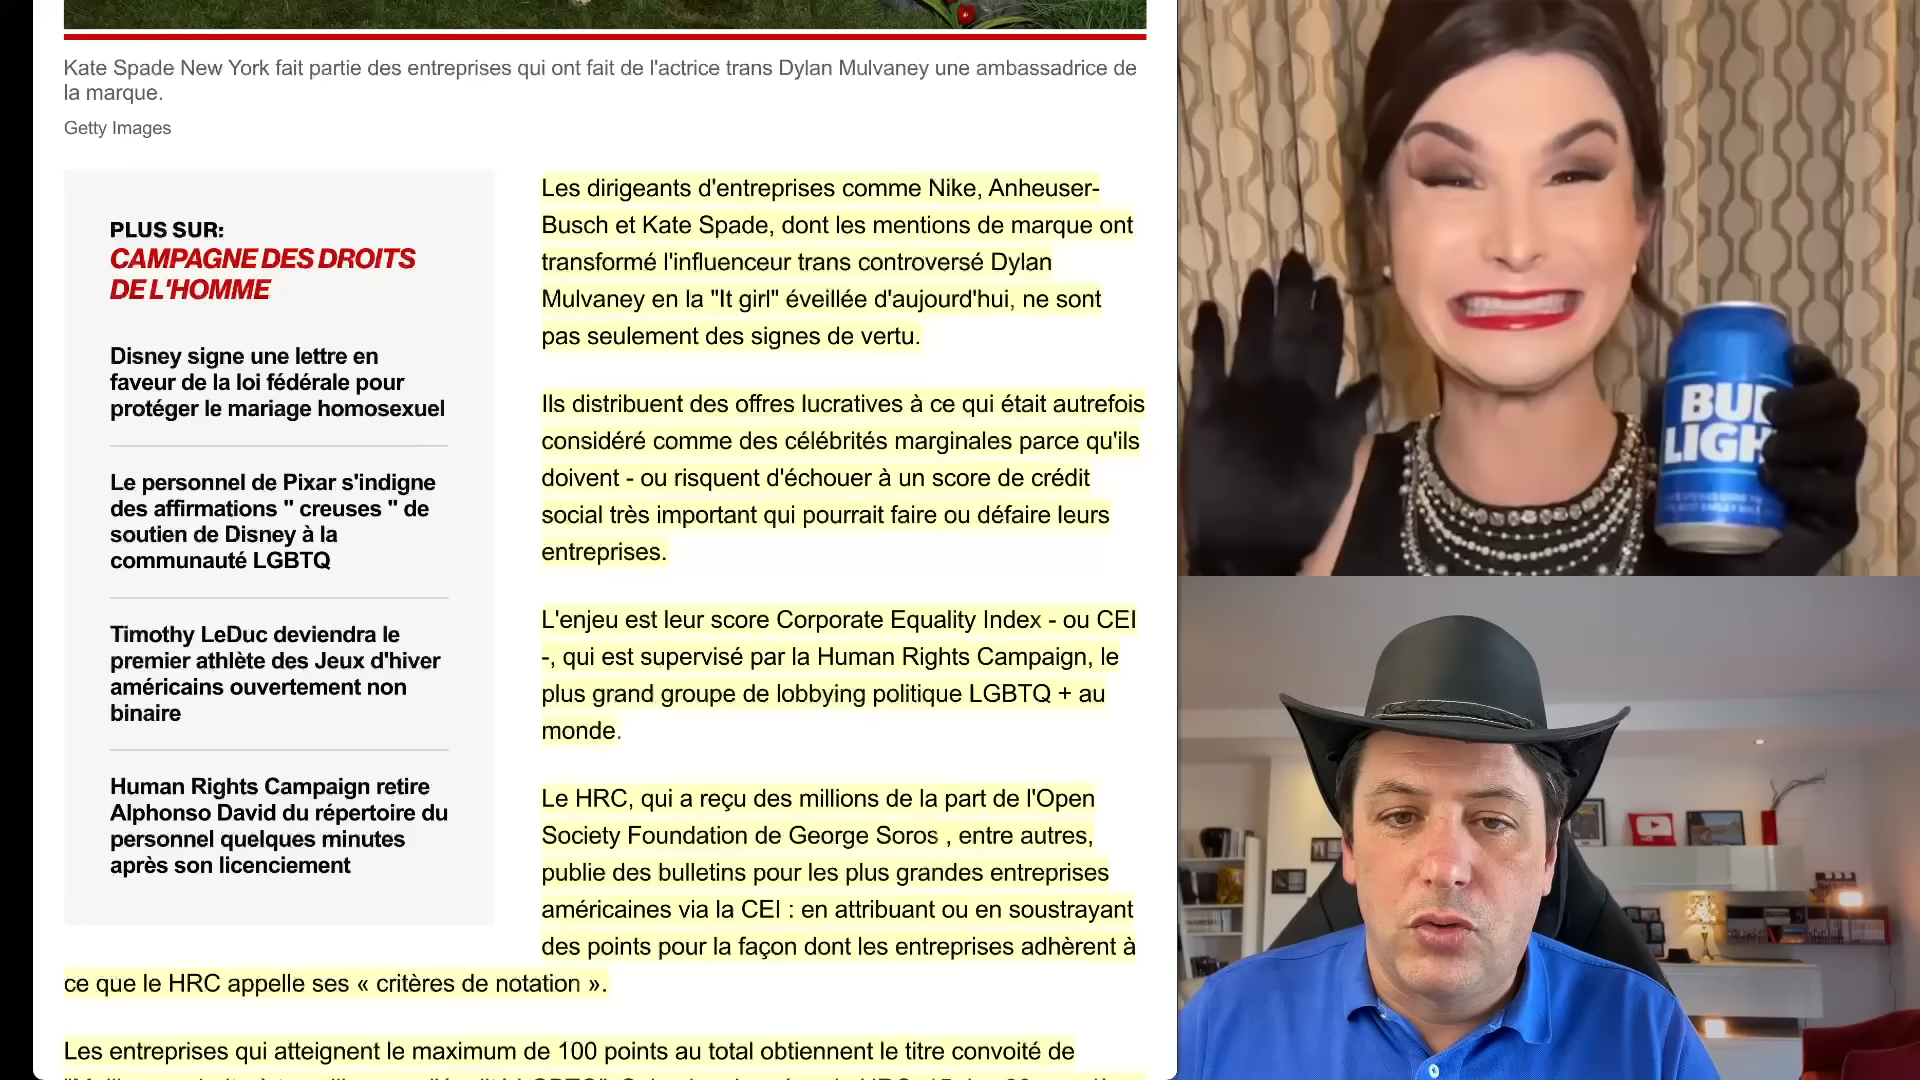 Kate Spade New York fait partie des entreprises qui ont fait de l'actrice trans Dylan Mulvaney une ambassadrice de
la marque.
Getty Images
PLUS SUR:
CAMPAGNE DES DROITS
DE L'HOMME
Disney signe une lettre en
faveur de la loi fédérale pour
protéger le mariage homosexuel
Le personnel de Pixar s'indigne
des affirmations " creuses " de
soutien de Disney à la
communauté LGBTQ
Timothy LeDuc deviendra le
premier athlète des Jeux d'hiver
américains ouvertement non
binaire
Human Rights Campaign retire
Alphonso David du répertoire du
personnel quelques minutes
après son licenciement
Les dirigeants d'entreprises comme Nike, Anheuser-
Busch et Kate Spade, dont les mentions de marque ont
transformé l'influenceur trans controversé Dylan
Mulvaney en la "It girl" éveillée d'aujourd'hui, ne sont
pas seulement des signes de vertu.
Ils distribuent des offres lucratives à ce qui était autrefois
considéré comme des célébrités marginales parce qu'ils
doivent - ou risquent d'échouer à un score de crédit
social très important qui pourrait faire ou défaire leurs
entreprises.
L'enjeu est leur score Corporate Equality Index - ou CEI
-, qui est supervisé par la Human Rights Campaign, le
plus grand groupe de lobbying politique LGBTQ + au
monde.
Le HRC, qui a reçu des millions de la part de l'Open
Society Foundation de George Soros , entre autres,
publie des bulletins pour les plus grandes entreprises
américaines via la CEI : en attribuant ou en soustrayant
des points pour la façon dont les entreprises adhèrent à
ce que le HRC appelle ses « critères de notation ».
Les entreprises qui atteignent le maximum de 100 points au total obtiennent le titre convoité de
BUD
LIGH